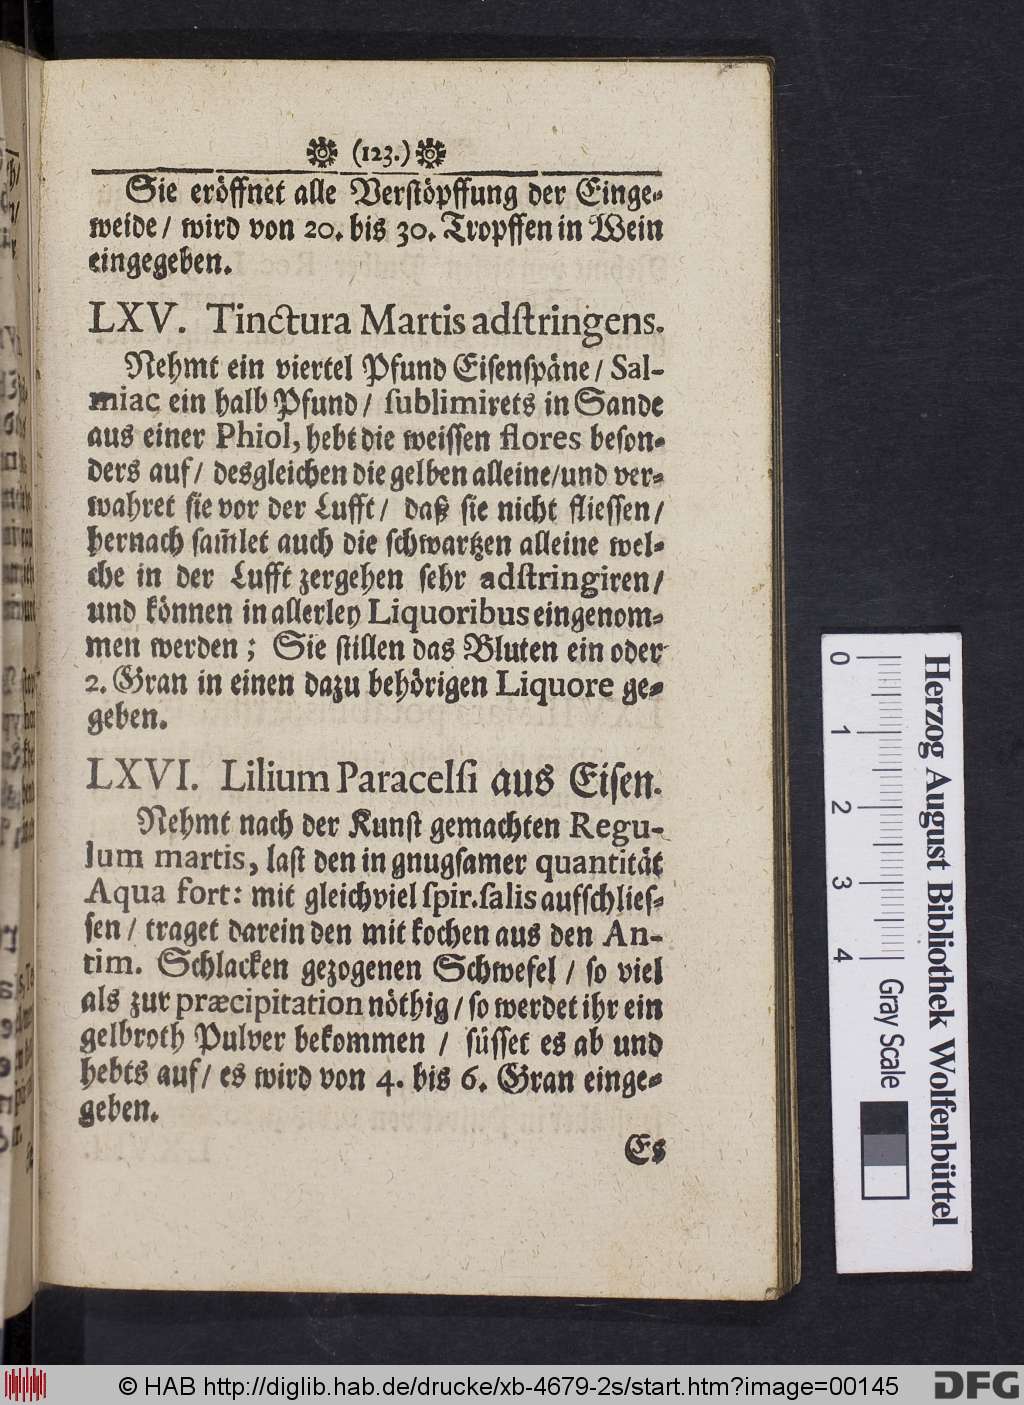 (123.)
Sie eröffnet alle Verstöpffung der Einge-
weide / wird von 20. bis 30. Tropffen in Wein
eingegeben.
LXV. Tinctura Martis adstringens.
Nehmt ein viertel Pfund Eisenspäne / Sal-
miac ein halb Pfund / sublimirets in Sande
aus einer Phiol, hebt die weissen flores beson-
ders auf / desgleichen die gelben alleine / und ver-
wahret sie vor der Lufft / daß sie nicht fliessen /
hernach sam̃let auch die schwartzen alleine wel-
che in der Lufft zergehen sehr adstringiren /
und können in allerley Liquoribus eingenom-
men werden ; Sie stillen das Bluten ein oder
2. Gran in einen dazu behörigen Liquore ge-
geben.
LXVI. Lilium Paracelsi aus Eisen.
Nehmt nach der Kunst gemachten Regu-
lum martis, last den in gnugsamer quantität
Aqua fort: mit gleichviel spir. salis aufschlies-
sen / traget darein den mit kochen aus den An-
tim. Schlacken gezogenen Schwefel / so viel
als zur præcipitation nöthig / so werdet ihr ein
gelbroth Pulver bekommen / süsset es ab und
hebts auf / es wird von 4. bis 6. Gran einge-
geben.
Es
0 1 2 3 4
Gray Scale
Herzog August Bibliothek Wolfenbüttel
© HAB http://diglib.hab.de/drucke/xb-4679-2s/start.htm?image=00145
DFG